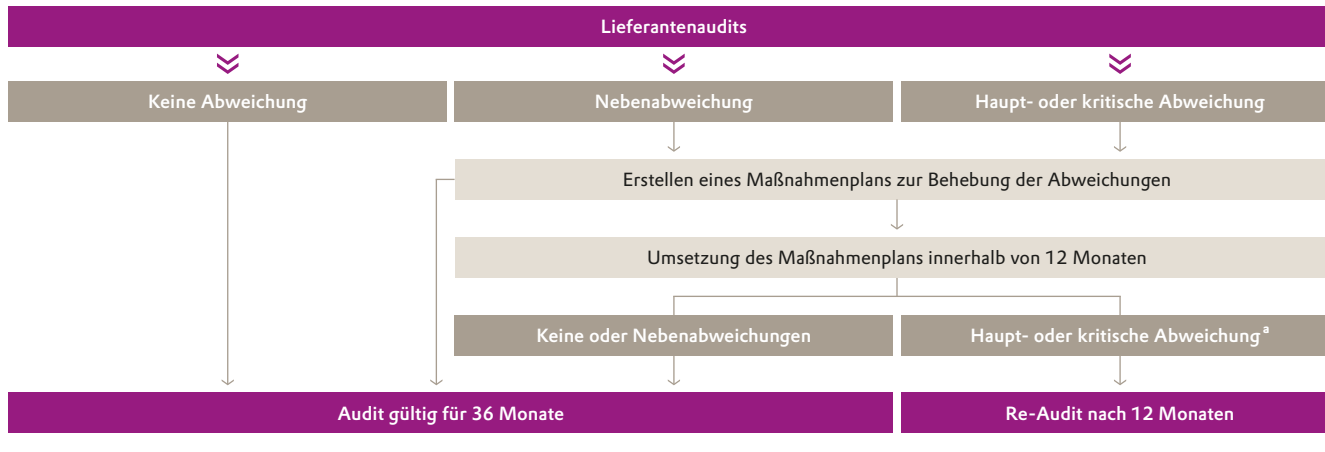 Lieferantenaudits
Keine Abweichung
Nebenabweichung
Haupt- oder kritische Abweichung
Erstellen eines Maßnahmenplans zur Behebung der Abweichungen
Umsetzung des Maßnahmenplans innerhalb von 12 Monaten
Keine oder Nebenabweichungen
Haupt- oder kritische Abweichung ª
Audit gültig für 36 Monate
Re-Audit nach 12 Monaten